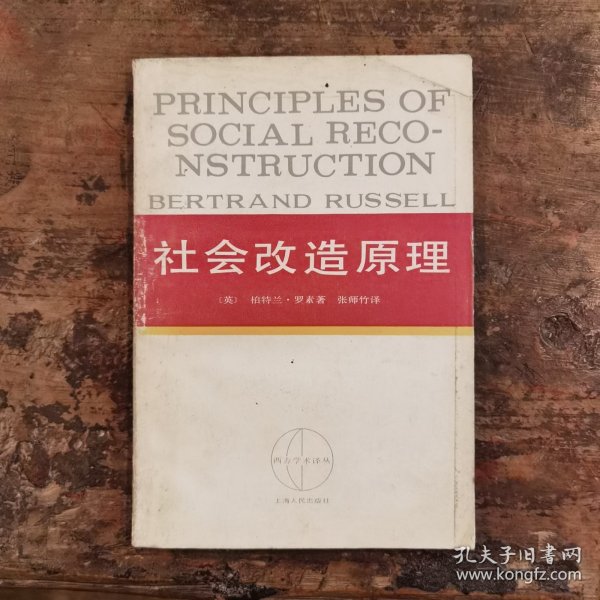 PRINCIPLES OF
SOCIAL RECO-
NSTRUCTION
BERTRAND RUSSELL
社会改造原理
〔英〕 柏特兰·罗素著 张师竹译
西方学术译丛
上海人民出版社
孔夫子旧书网
www.kongfz.com